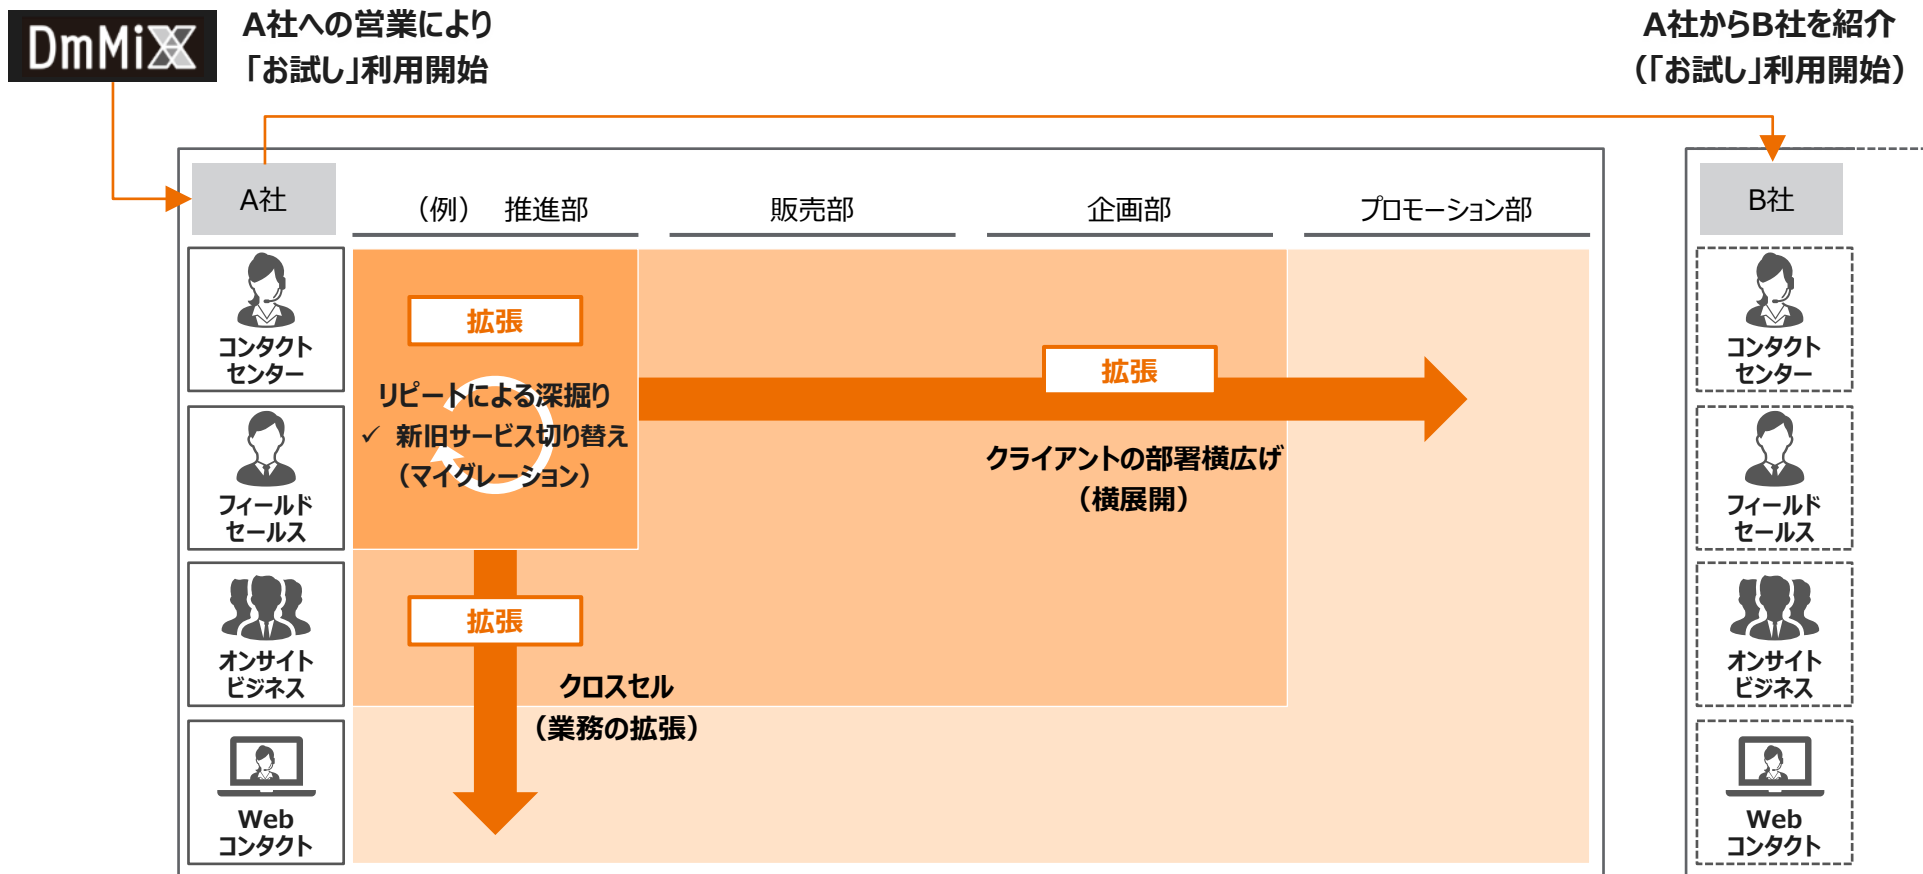 DmMiX
A社への営業により
「お試し」利用開始
A社からB社を紹介
（「お試し」利用開始）
A社
（例）　推進部
販売部
企画部
プロモーション部
B社
コンタクト
センター
フィールド
セールス
オンサイト
ビジネス
Web
コンタクト
拡張
リピートによる深掘り
✓ 新旧サービス切り替え
（マイグレーション）
拡張
クライアントの部署横広げ
（横展開）
拡張
クロスセル
（業務の拡張）
コンタクト
センター
フィールド
セールス
オンサイト
ビジネス
Web
コンタクト